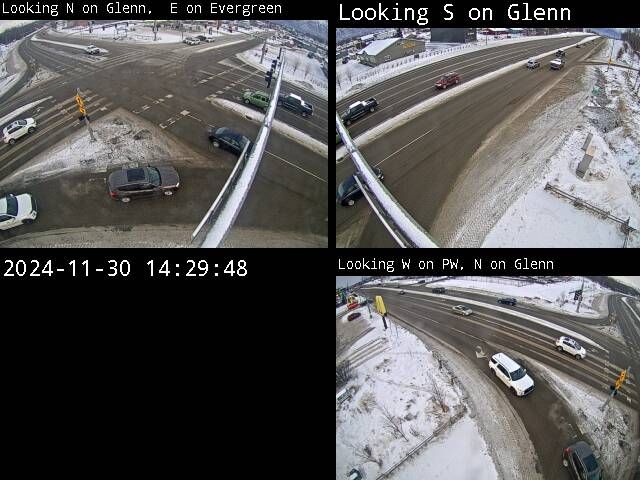 Looking N on Glenn, E on Evergreen
Looking S on Glenn
2024-11-30 14:29:48
Looking W on PW, N on Glenn